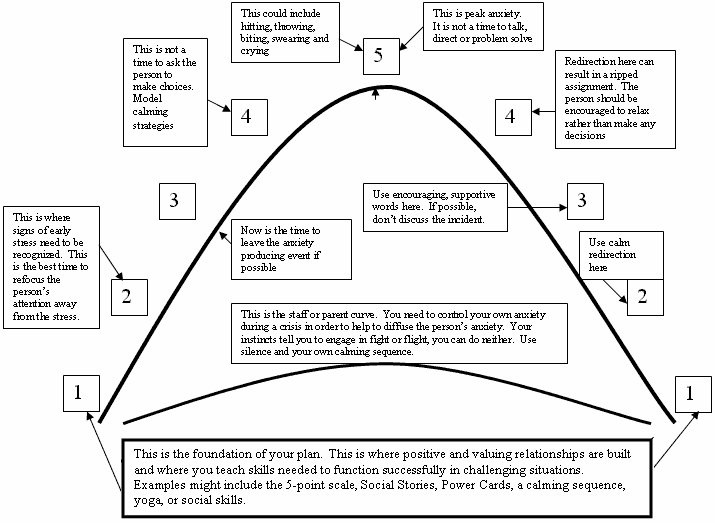 This could include
hitting, throwing,
biting, swearing and
crying
This is peak anxiety.
It is not a time to talk,
direct or problem solve
5
This is not a
time to ask the
person to
make choices.
Model
calming
strategies
4
4
Redirection here can
result in a ripped
assignment. The
person should be
encouraged to relax
rather than make any
decisions
3
Use encouraging, supportive
words here. If possible,
don't discuss the incident.
3
This is where
signs of early
stress need to be
recognized. This
is the best time to
refocus the
person's
attention away
from the stress.
Now is the time to
leave the anxiety
producing event if
possible
Use calm
redirection
here
2
2
This is the staff or parent curve. You need to control your own anxiety
during a crisis in order to help to diffuse the person's anxiety. Your
instincts tell you to engage in fight or flight, you can do neither. Use
silence and your own calming sequence.
1
1
This is the foundation of your plan. This is where positive and valuing relationships are built
and where you teach skills needed to function successfully in challenging situations.
Examples might include the 5-point scale, Social Stories, Power Cards, a calming sequence,
yoga, or social skills.